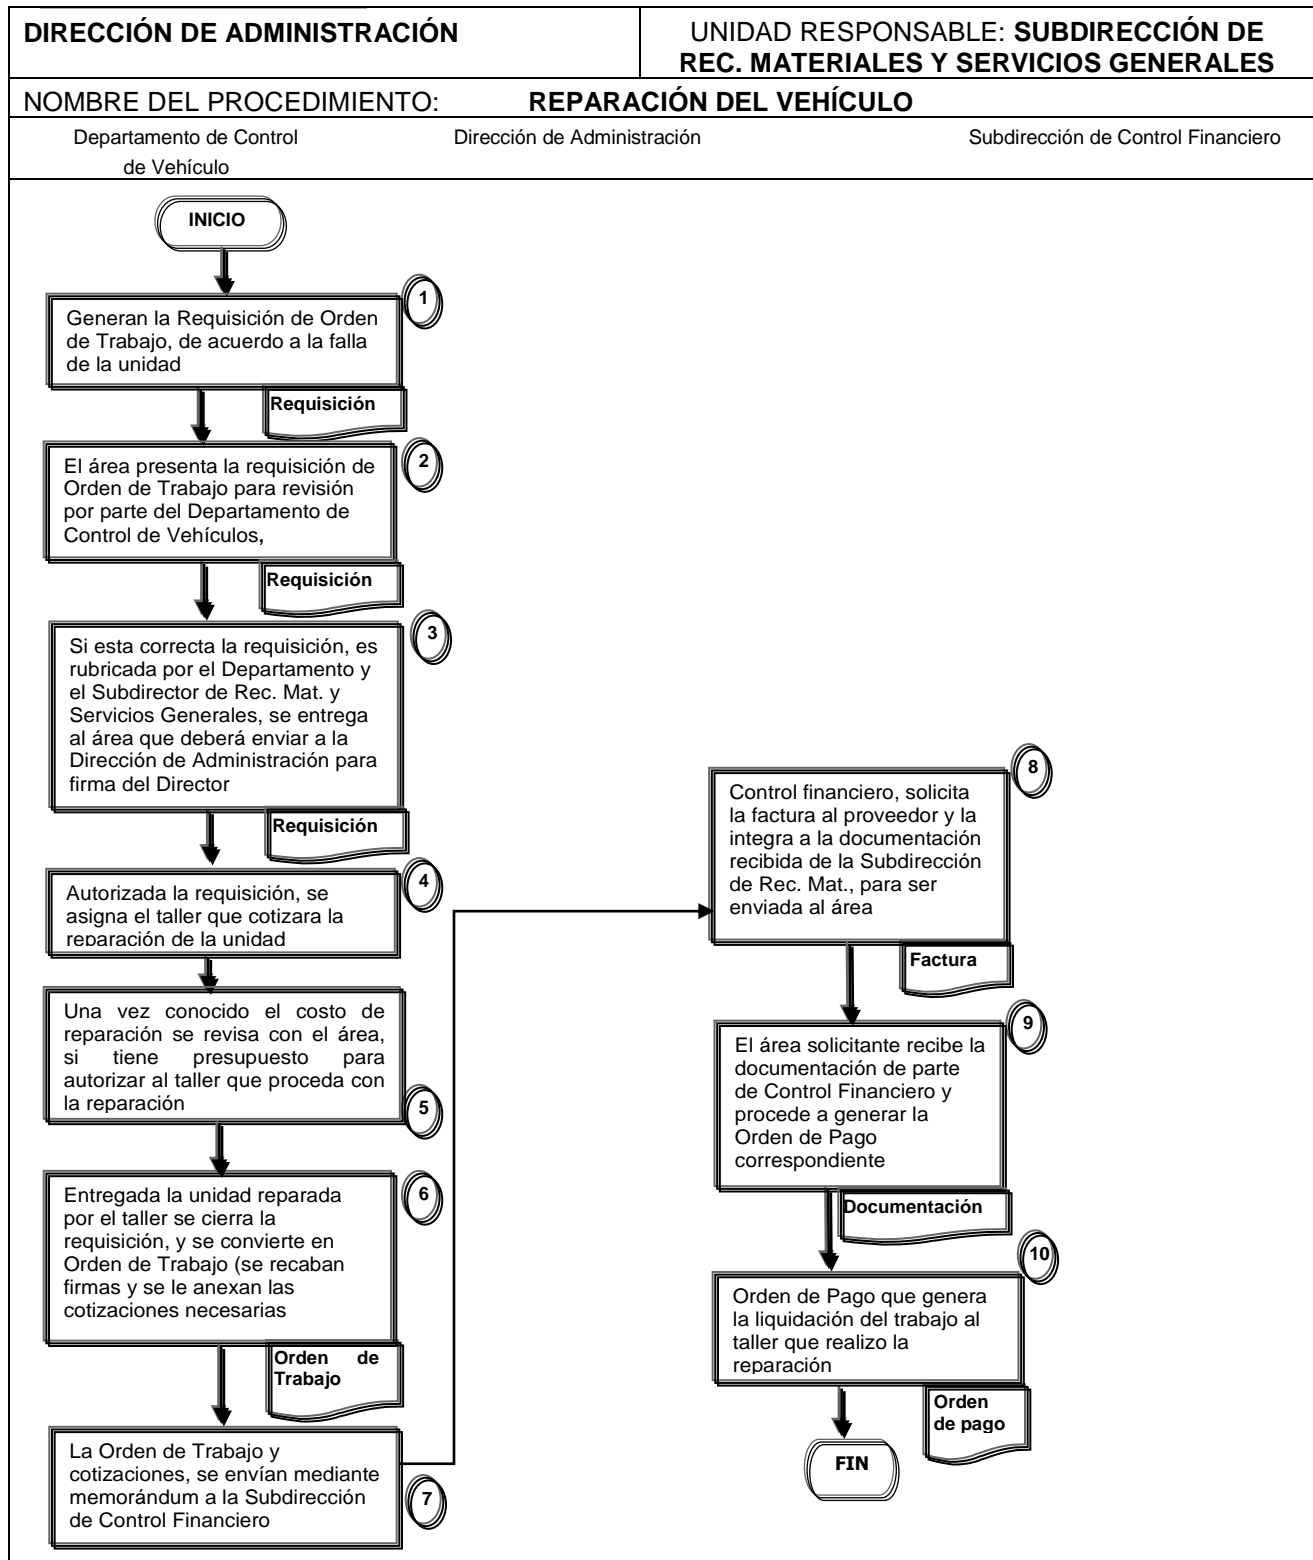 DIRECCIÓN DE ADMINISTRACIÓN
UNIDAD RESPONSABLE: SUBDIRECCIÓN DE
REC. MATERIALES Y SERVICIOS GENERALES
NOMBRE DEL PROCEDIMIENTO: REPARACIÓN DEL VEHÍCULO
Departamento de Control
de Vehículo
Dirección de Administración
Subdirección de Control Financiero
INICIO
1
Generan la Requisición de Orden
de Trabajo, de acuerdo a la falla
de la unidad
Requisición
2
El área presenta la requisición de
Orden de Trabajo para revisión
por parte del Departamento de
Control de Vehículos,
Requisición
3
Si esta correcta la requisición, es
rubricada por el Departamento y
el Subdirector de Rec. Mat. y
Servicios Generales, se entrega
al área que deberá enviar a la
Dirección de Administración para
firma del Director
Requisición
4
Autorizada la requisición, se
asigna el taller que cotizara la
reparación de la unidad
Una vez conocido el costo de
reparación se revisa con el área,
si tiene presupuesto para
autorizar al taller que proceda con
la reparación
5
6
Entregada la unidad reparada
por el taller se cierra la
requisición, y se convierte en
Orden de Trabajo (se recaban
firmas y se le anexan las
cotizaciones necesarias
Orden de
Trabajo
La Orden de Trabajo y
cotizaciones, se envían mediante
memorándum a la Subdirección
de Control Financiero
7
8
Control financiero, solicita
la factura al proveedor y la
integra a la documentación
recibida de la Subdirección
de Rec. Mat., para ser
enviada al área
Factura
9
El área solicitante recibe la
documentación de parte
de Control Financiero y
procede a generar la
Orden de Pago
correspondiente
Documentación
10
Orden de Pago que genera
la liquidación del trabajo al
taller que realizo la
reparación
Orden
de pago
FIN